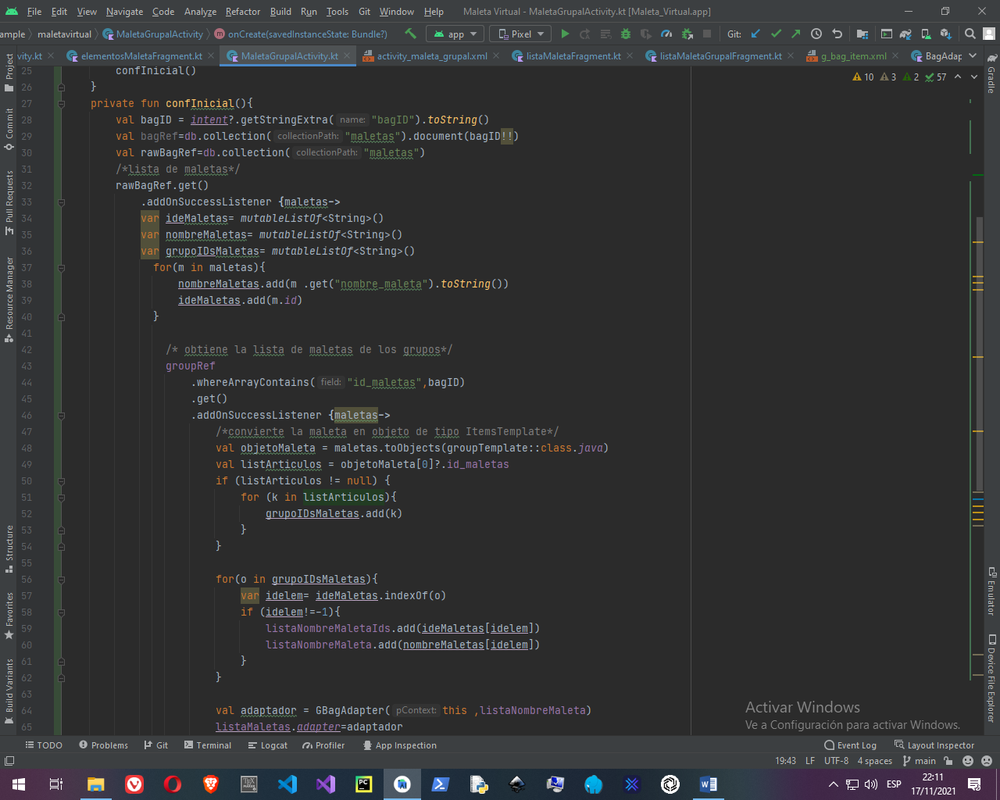 File Edit View Navigate Code Analyze Refactor Build Run Tools Git Window Help Maleta Virtual - MaletaGrupalActivity.kt [Maleta_Virtual.app]
ample maletavirtual MaletaGrupalActivity onCreate(savedInstanceState: Bundle?) app Pixel Git:
vity.kt elementosMaletaFragment.kt MaletaGrupalActivity.kt activity_maleta_grupal.xml listaMaletaFragment.kt listaMaletaGrupalFragment.kt g_bag_item.xml BagAdap
10 3 2 57
25 confInicial()
26 }
27 private fun confInicial(){
28 val bagID = intent?.getStringExtra( name: "bagID").toString()
29 val bagRef=db.collection( collectionPath: "maletas").document(bagID!!)
30 val rawBagRef=db.collection( collectionPath: "maletas")
31 /*lista de maletas*/
32 rawBagRef.get()
33 .addOnSuccessListener {maletas->
34 var ideMaletas= mutableListOf<String>()
35 var nombreMaletas= mutableListOf<String>()
36 var grupoIDsMaletas= mutableListOf<String>()
37 for(m in maletas){
38 nombreMaletas.add(m .get("nombre_maleta").toString())
39 ideMaletas.add(m.id)
40 }
41
42 /* obtiene la lista de maletas de los grupos*/
43 groupRef
44 .whereArrayContains( field: "id_maletas",bagID)
45 .get()
46 .addOnSuccessListener {maletas->
47 /*convierte la maleta en objeto de tipo ItemsTemplate*/
48 val objetoMaleta = maletas.toObjects(groupTemplate::class.java)
49 val listArticulos = objetoMaleta[0]?.id_maletas
50 if (listArticulos != null) {
51 for (k in listArticulos){
52 grupoIDsMaletas.add(k)
53 }
54 }
55
56 for(o in grupoIDsMaletas){
57 var idelem= ideMaletas.indexOf(o)
58 if (idelem!=-1){
59 listaNombreMaletaIds.add(ideMaletas[idelem])
60 listaNombreMaleta.add(nombreMaletas[idelem])
61 }
62 }
63
64 val adaptador = GBagAdapter( pContext: this ,listaNombreMaleta)
65 listaMaletas.adapter=adaptador
Project
Commit
Pull Requests
Resource Manager
Structure
Favorites
Build Variants
Gradle
Emulator
Device File Explorer
Activar Windows
Ve a Configuración para activar Windows.
TODO Problems Git Terminal Logcat Profiler App Inspection Event Log Layout Inspector
19:43 LF UTF-8 4 spaces main
ESP
22:11
17/11/2021